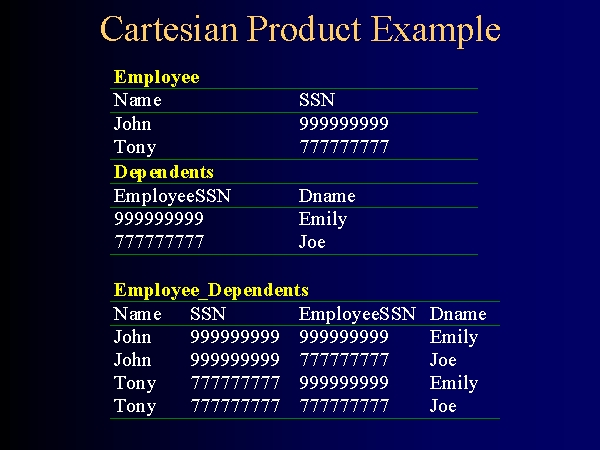 Cartesian Product Example
Employee
Name SSN
John 999999999
Tony 777777777
Dependents
EmployeeSSN Dname
999999999 Emily
777777777 Joe
Employee_Dependents
Name SSN EmployeeSSN Dname
John 999999999 999999999 Emily
John 999999999 777777777 Joe
Tony 777777777 999999999 Emily
Tony 777777777 777777777 Joe